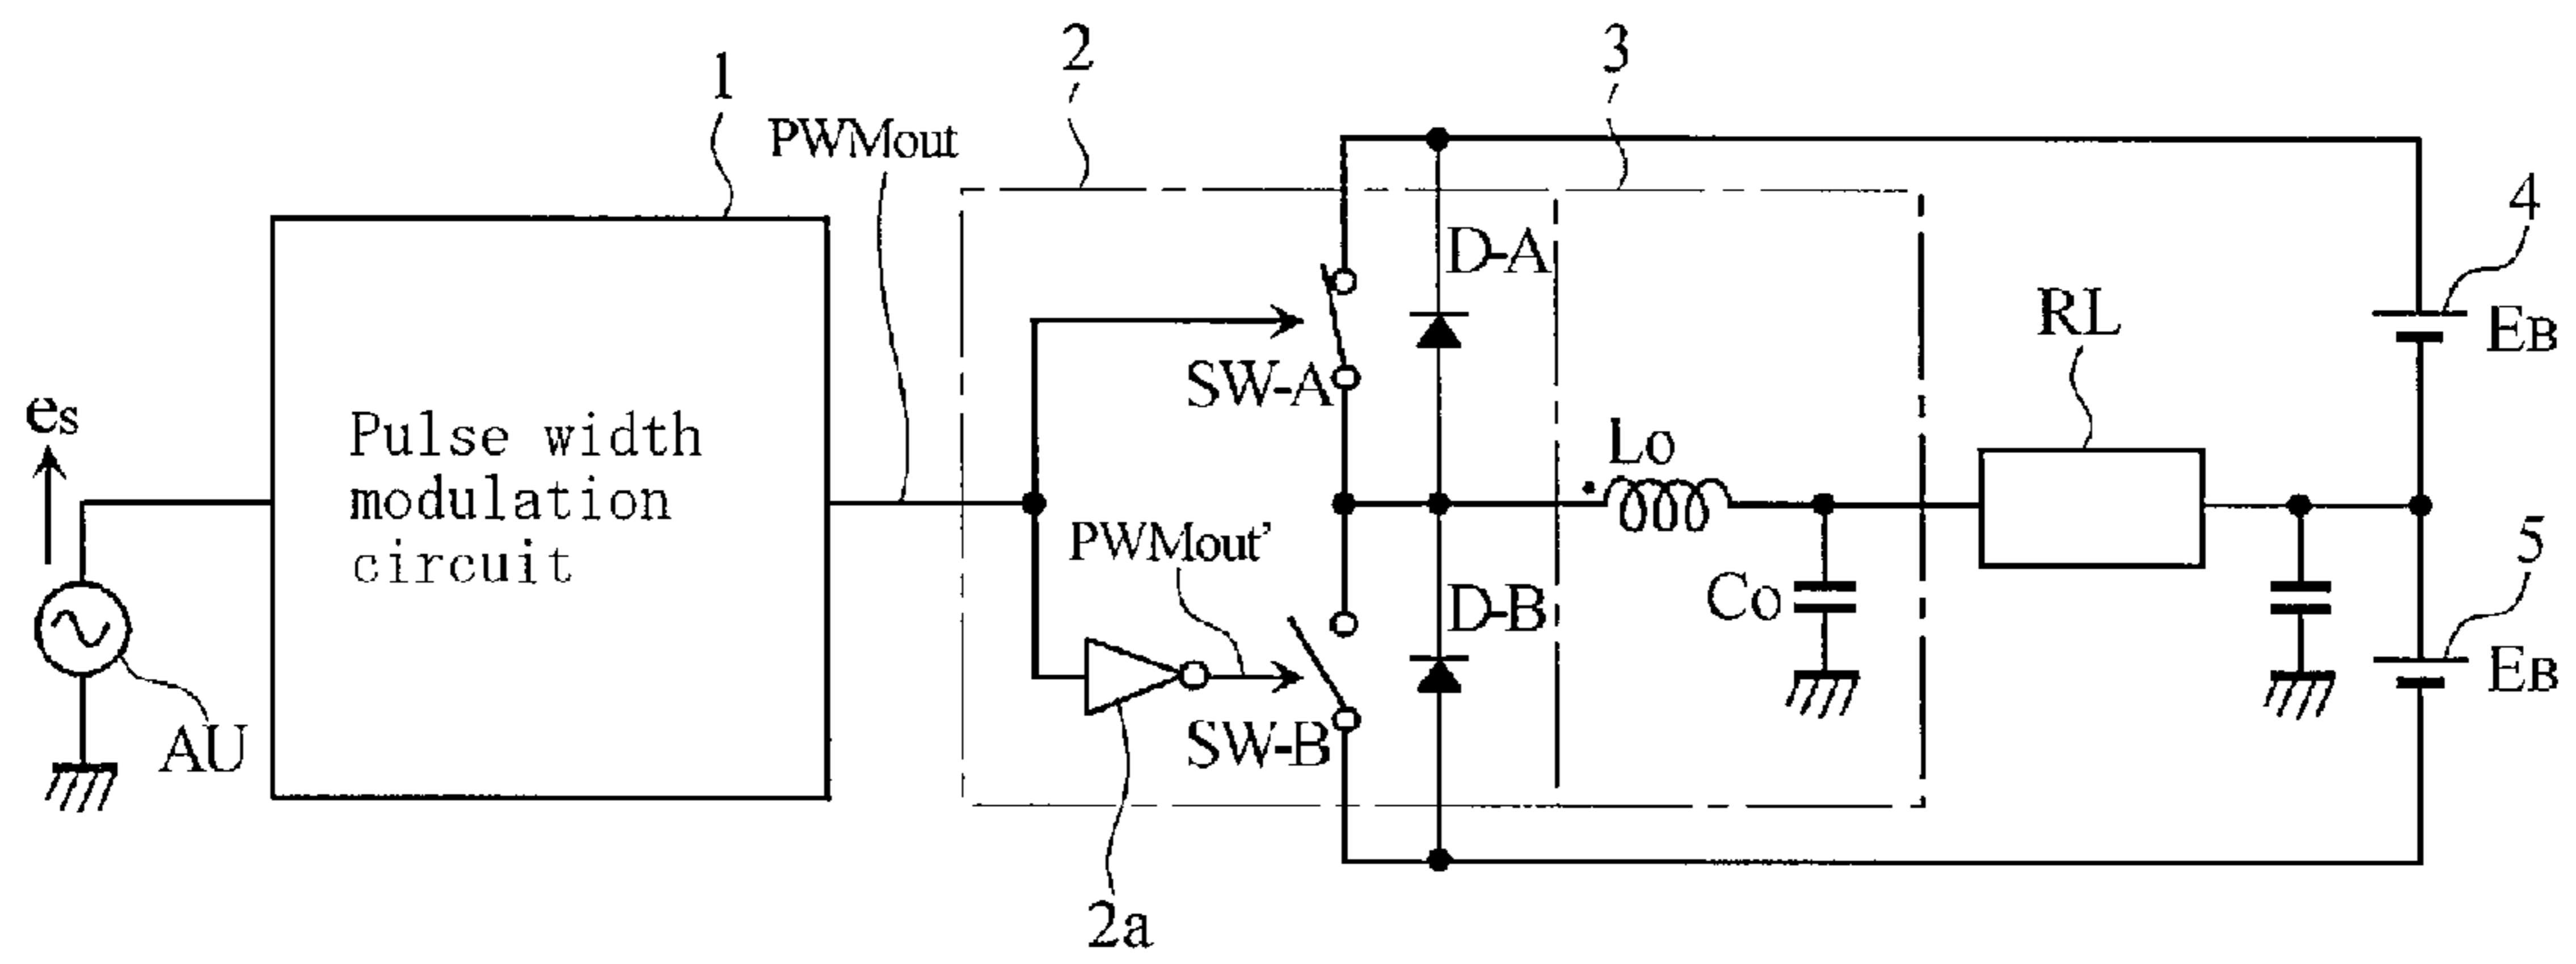 1
2
3
PWMout
4
D-A
EB
RL
SW-A
es
Pulse width
modulation
circuit
Lo
PWMout’
5
Co
D-B
EB
AU
SW-B
2a